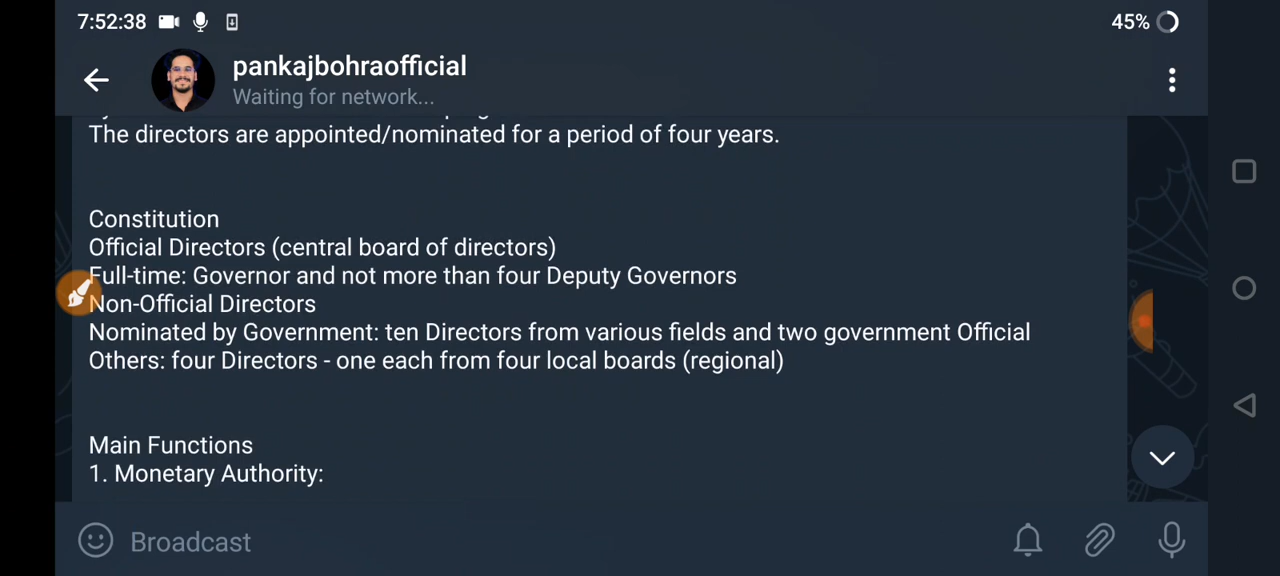 7:52:38
45%
pankajbohraofficial
Waiting for network...
The directors are appointed/nominated for a period of four years.
Constitution
Official Directors (central board of directors)
Full-time: Governor and not more than four Deputy Governors
Non-Official Directors
Nominated by Government: ten Directors from various fields and two government Official
Others: four Directors - one each from four local boards (regional)
Main Functions
1. Monetary Authority:
Broadcast